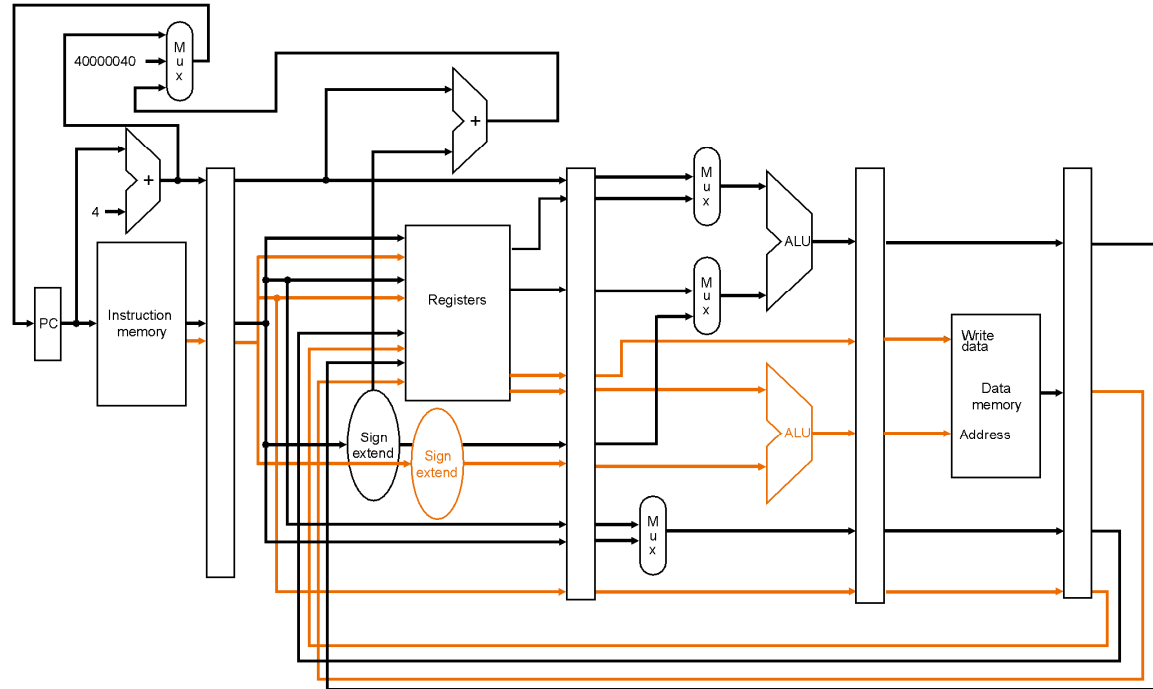 M
u
x
40000040
+
+
4
M
u
x
ALU
PC
Instruction
memory
Registers
M
u
x
Write
data
Data
memory
Address
ALU
Sign
extend
Sign
extend
M
u
x